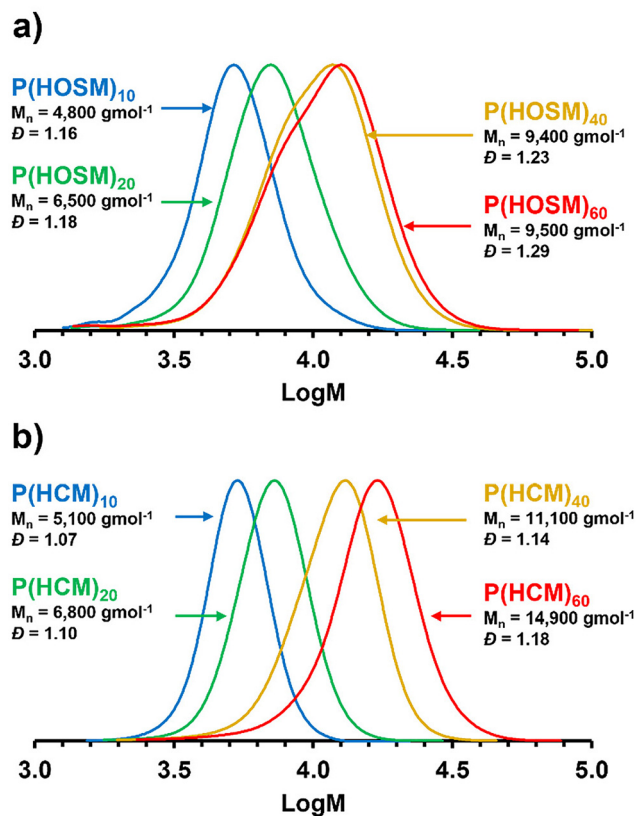 a)
P(HOSM)₁₀
Mₙ = 4,800 gmol⁻¹
Đ = 1.16
P(HOSM)₂₀
Mₙ = 6,500 gmol⁻¹
Đ = 1.18
P(HOSM)₄₀
Mₙ = 9,400 gmol⁻¹
Đ = 1.23
P(HOSM)₆₀
Mₙ = 9,500 gmol⁻¹
Đ = 1.29
3.0 3.5 4.0 4.5 5.0
LogM
b)
P(HCM)₁₀
Mₙ = 5,100 gmol⁻¹
Đ = 1.07
P(HCM)₂₀
Mₙ = 6,800 gmol⁻¹
Đ = 1.10
P(HCM)₄₀
Mₙ = 11,100 gmol⁻¹
Đ = 1.14
P(HCM)₆₀
Mₙ = 14,900 gmol⁻¹
Đ = 1.18
3.0 3.5 4.0 4.5 5.0
LogM